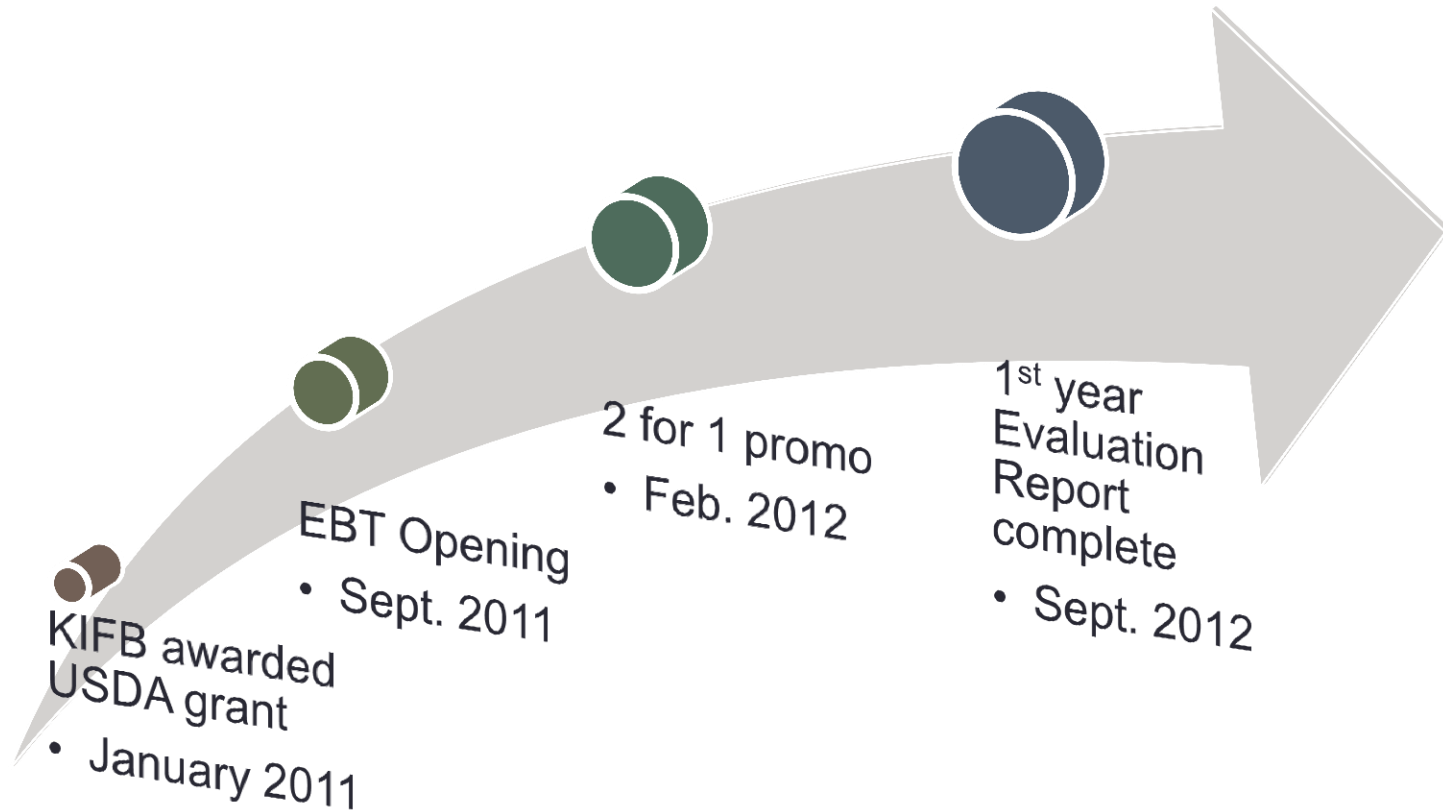 KIFB awarded
USDA grant
• January 2011
EBT Opening
• Sept. 2011
2 for 1 promo
• Feb. 2012
1st year
Evaluation
Report
complete
• Sept. 2012